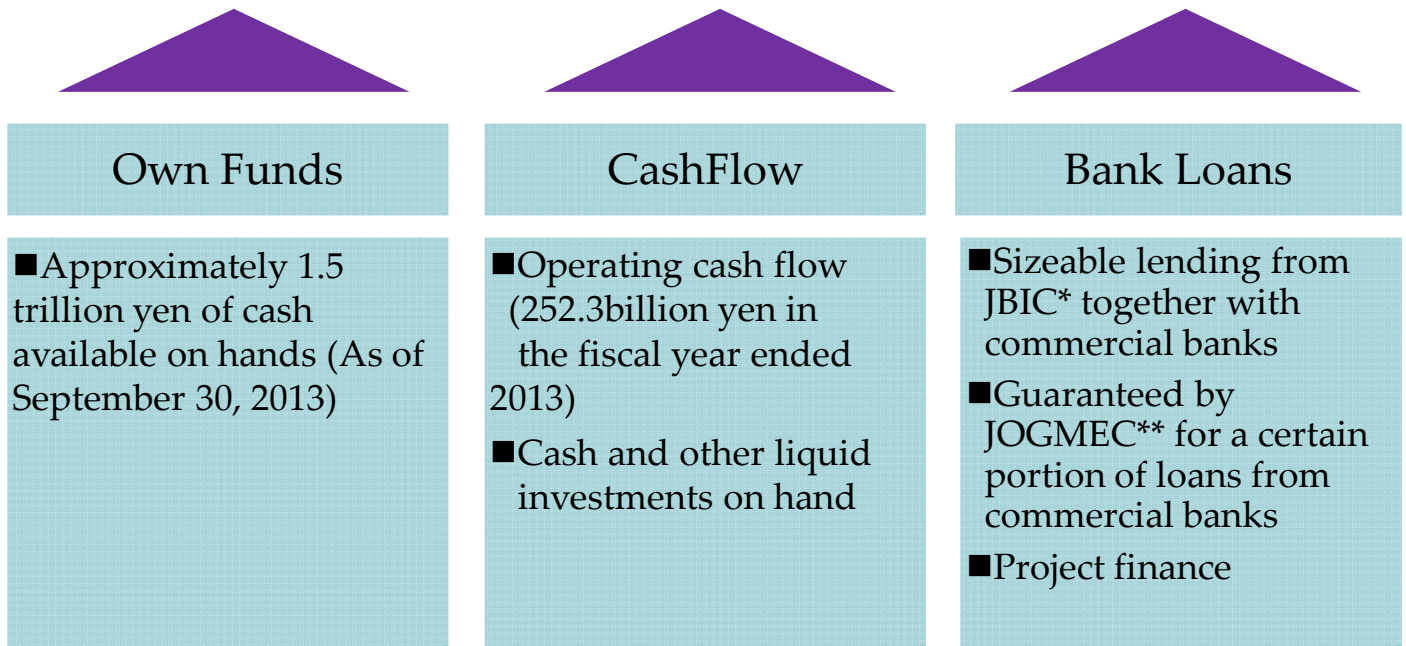 Own Funds
■Approximately 1.5
trillion yen of cash
available on hands (As of
September 30, 2013)
CashFlow
■Operating cash flow
(252.3billion yen in
the fiscal year ended
2013)
■Cash and other liquid
investments on hand
Bank Loans
■Sizeable lending from
JBIC* together with
commercial banks
■Guaranteed by
JOGMEC** for a certain
portion of loans from
commercial banks
■Project finance